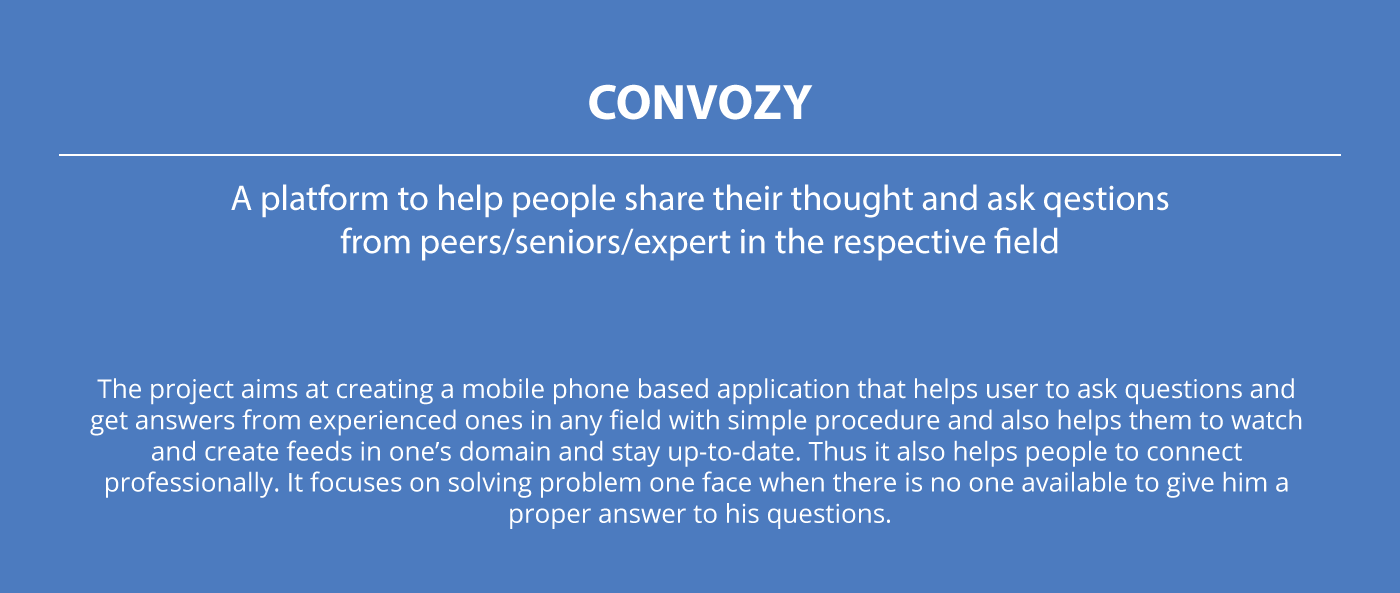 CONVOZY
A platform to help people share their thought and ask qestions
from peers/seniors/expert in the respective field
The project aims at creating a mobile phone based application that helps user to ask questions and
get answers from experienced ones in any field with simple procedure and also helps them to watch
and create feeds in one’s domain and stay up-to-date. Thus it also helps people to connect
professionally. It focuses on solving problem one face when there is no one available to give him a
proper answer to his questions.